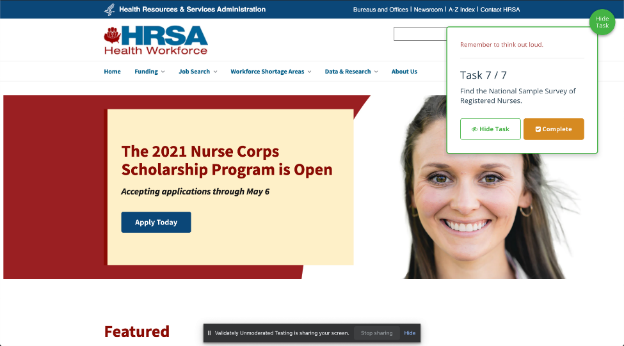 Health Resources & Services Administration
Bureaus and Offices | Newsroom | A-Z Index | Contact HRSA
Hide Task
HRSA
Health Workforce
Remember to think out loud.
Home Funding Job Search Workforce Shortage Areas Data & Research About Us
Task 7 / 7
Find the National Sample Survey of
Registered Nurses.
Hide Task Complete
The 2021 Nurse Corps
Scholarship Program is Open
Accepting applications through May 6
Apply Today
Featured
Validately Unmoderated Testing is sharing your screen. Stop sharing Hide